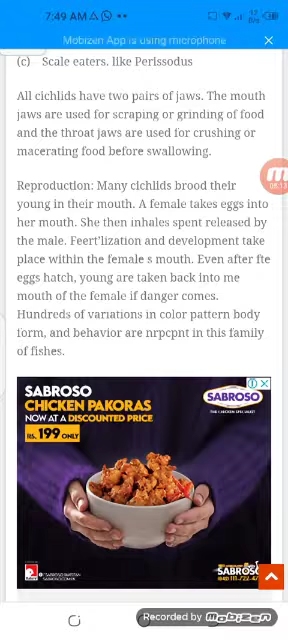 7:49 AM
Mobizen App is using microphone
(c) Scale eaters. like Perissodus
All cichlids have two pairs of jaws. The mouth
jaws are used for scraping or grinding of food
and the throat jaws are used for crushing or
macerating food before swallowing.
06:13
Reproduction: Many cichlids brood their
young in their mouth. A female takes eggs into
her mouth. She then inhales spent released by
the male. Feert'lization and development take
place within the female s mouth. Even after fte
eggs hatch, young are taken back into me
mouth of the female if danger comes.
Hundreds of variations in color pattern body
form, and behavior are nrpcpnt in this family
of fishes.
SABROSO
CHICKEN PAKORAS
NOW AT A DISCOUNTED PRICE
RS. 199 ONLY
SABROSO
THE CHICKEN SPECIALIST
SABROSO
Recorded by mobizen